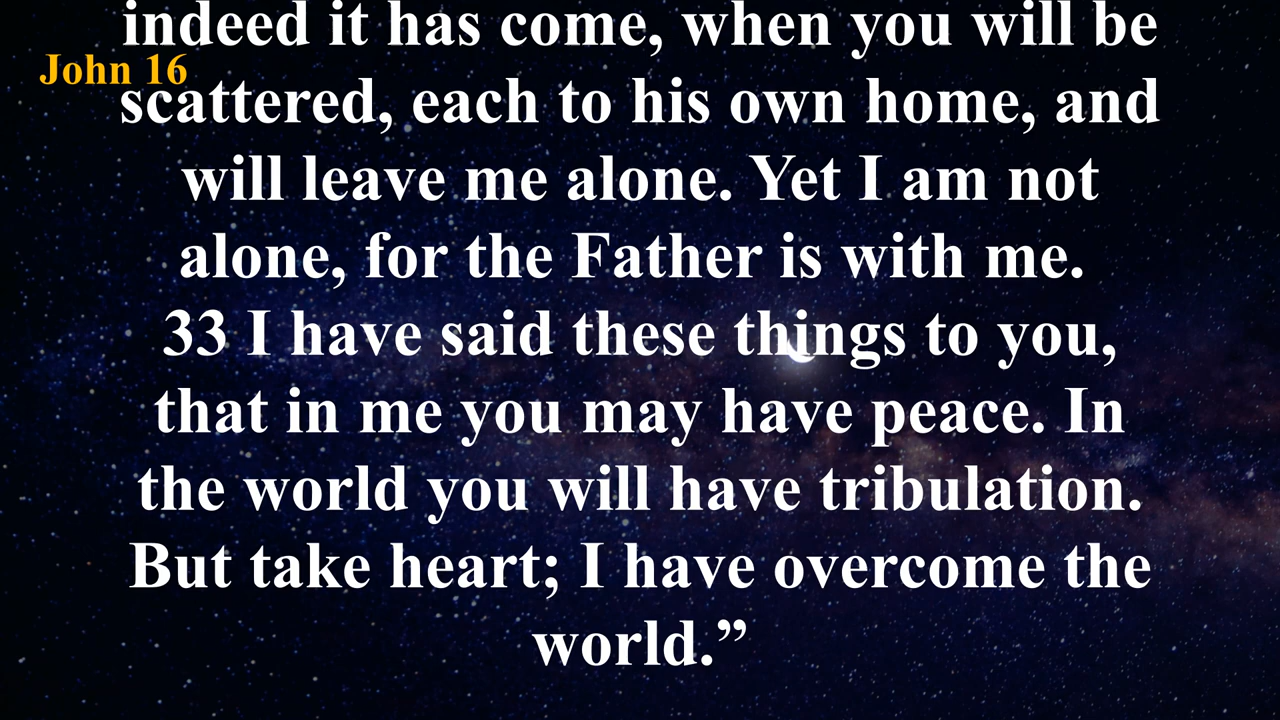 indeed it has come, when you will be
John 16
scattered, each to his own home, and
will leave me alone. Yet I am not
alone, for the Father is with me.
33 I have said these things to you,
that in me you may have peace. In
the world you will have tribulation.
But take heart; I have overcome the
world.”